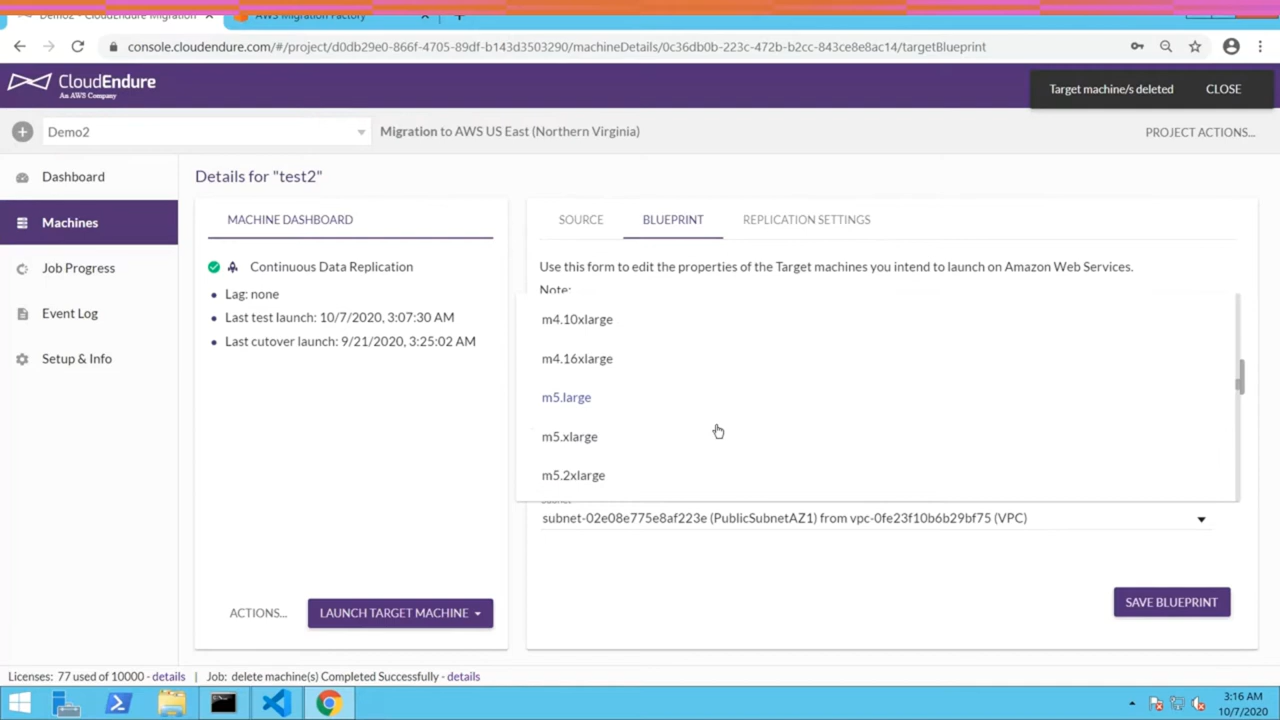 Demo2 - CloudEndure Migration
AWS Migration Factory
console.cloudendure.com/#/project/d0db29e0-866f-4705-89df-b143d3503290/machineDetails/0c36db0b-223c-472b-b2cc-843ce8e8ac14/targetBlueprint
CloudEndure
An AWS Company
Target machine/s deleted
CLOSE
Demo2
Migration to AWS US East (Northern Virginia)
PROJECT ACTIONS...
Dashboard
Machines
Job Progress
Event Log
Setup & Info
Details for "test2"
MACHINE DASHBOARD
Continuous Data Replication
Lag: none
Last test launch: 10/7/2020, 3:07:30 AM
Last cutover launch: 9/21/2020, 3:25:02 AM
ACTIONS...
LAUNCH TARGET MACHINE
SOURCE
BLUEPRINT
REPLICATION SETTINGS
Use this form to edit the properties of the Target machines you intend to launch on Amazon Web Services.
Note:
m4.10xlarge
m4.16xlarge
m5.large
m5.xlarge
m5.2xlarge
Subnet
subnet-02e08e775e8af223e (PublicSubnetAZ1) from vpc-0fe23f10b6b29bf75 (VPC)
SAVE BLUEPRINT
Licenses: 77 used of 10000 - details | Job: delete machine(s) Completed Successfully - details
3:16 AM
10/7/2020